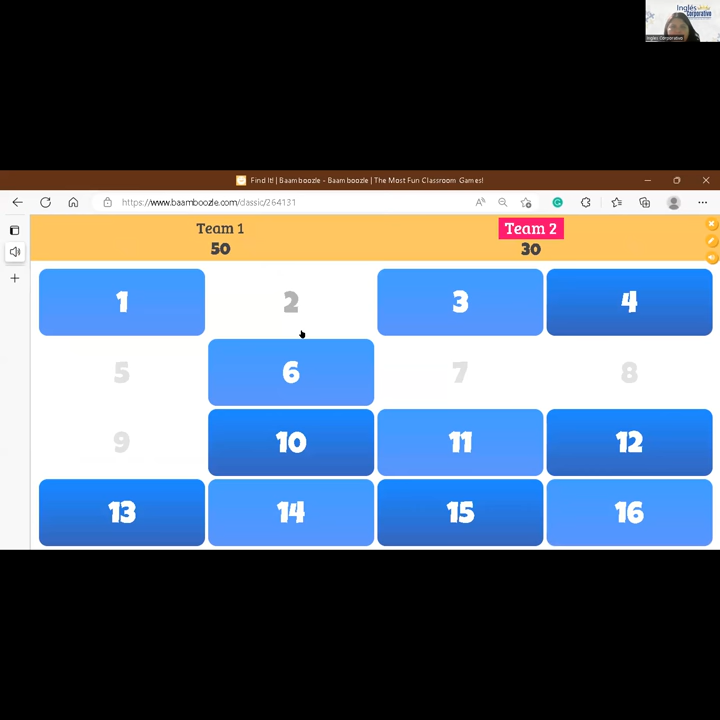 Inglés
Corporativo
Inglés Corporativo
Find It! | Baamboozle - Baamboozle | The Most Fun Classroom Games!
https://www.baamboozle.com/classic/264131
Team 1
50
Team 2
30
1 2 3 4
5 6 7 8
9 10 11 12
13 14 15 16